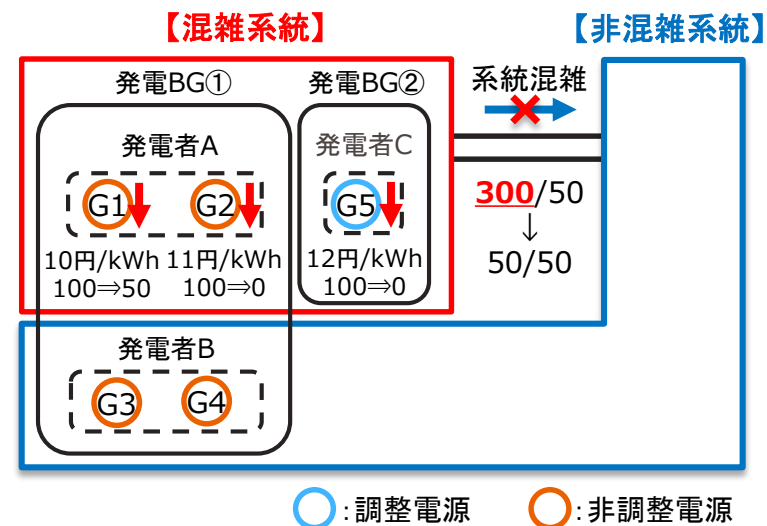 【混雑系統】
【非混雑系統】
発電BG①
発電BG②
系統混雑
発電者A
発電者C
G1
G2
G5
10円/kWh
11円/kWh
12円/kWh
100⇒50
100⇒0
100⇒0
300/50
↓
50/50
発電者B
G3
G4
:調整電源
:非調整電源